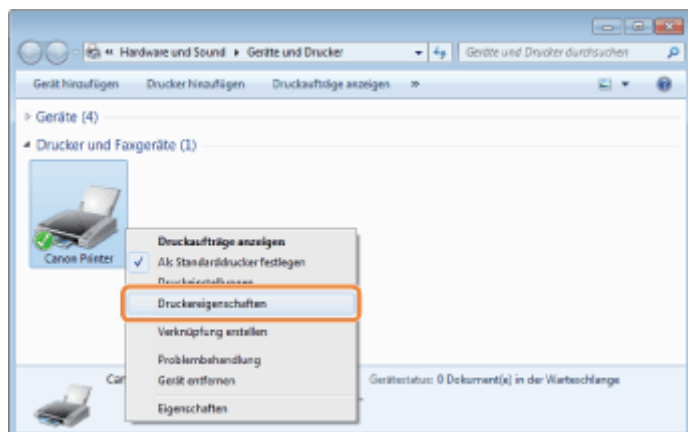 « Hardware und Sound ▸ Geräte und Drucker
Geräte und Drucker durchsuchen
Gerät hinzufügen Drucker hinzufügen Druckaufträge anzeigen »
Geräte (4)
Drucker und Faxgeräte (1)
Canon Printer
Druckaufträge anzeigen
Als Standarddrucker festlegen
Druckeinstellungen
Druckereigenschaften
Verknüpfung erstellen
Problembehandlung
Gerät entfernen
Eigenschaften
Gerätestatus: 0 Dokument(e) in der Warteschlange